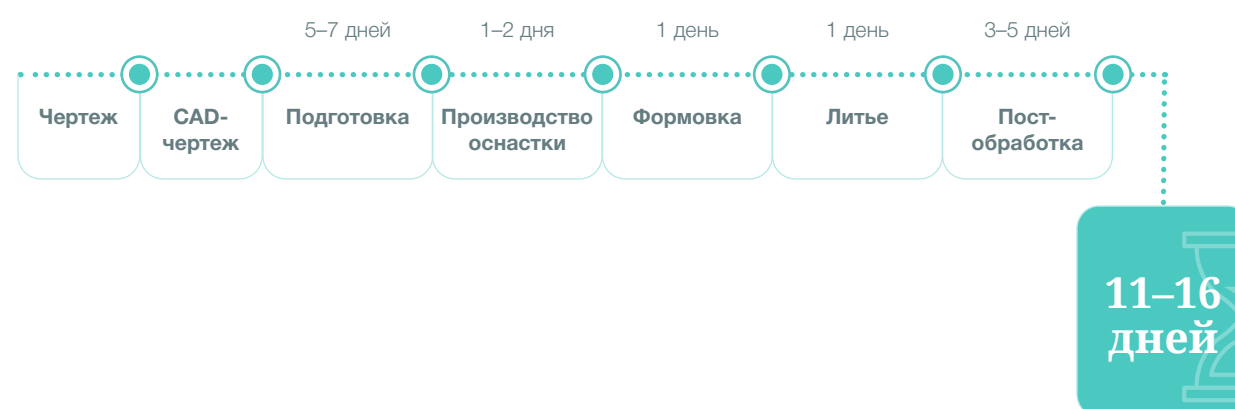 5–7 дней
1–2 дня
1 день
1 день
3–5 дней
Чертеж
CAD-
чертеж
Подготовка
Производство
оснастки
Формовка
Литье
Пост-
обработка
11–16
дней